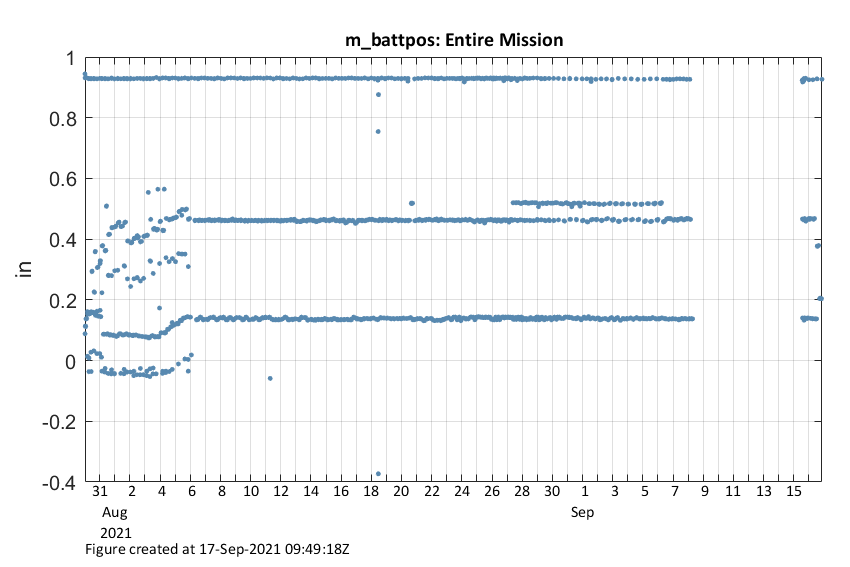 m_battpos: Entire Mission
1
0.8
0.6
0.4
0.2
0
-0.2
-0.4
in
31 2 4 6 8 10 12 14 16 18 20 22 24 26 28 30 1 3 5 7 9 11 13 15
Aug Sep
2021
Figure created at 17-Sep-2021 09:49:18Z